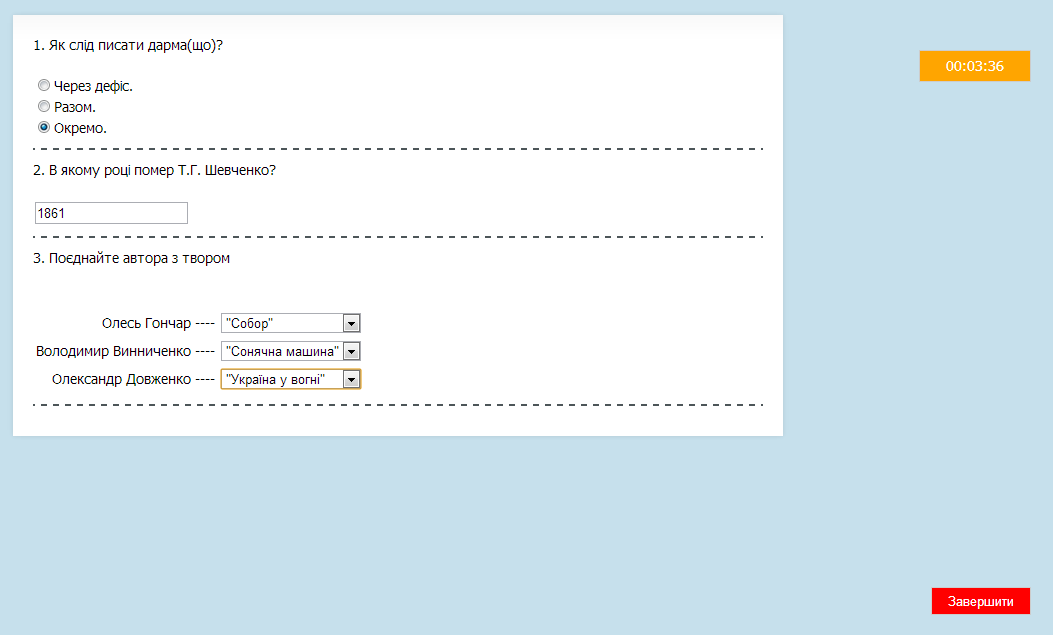 1. Як слід писати дарма(що)?
00:03:36
Через дефіс.
Разом.
Окремо.
2. В якому році помер Т.Г. Шевченко?
1861
3. Поєднайте автора з твором
Олесь Гончар ---- "Собор"
Володимир Винниченко ---- "Сонячна машина"
Олександр Довженко ---- "Україна у вогні"
Завершити